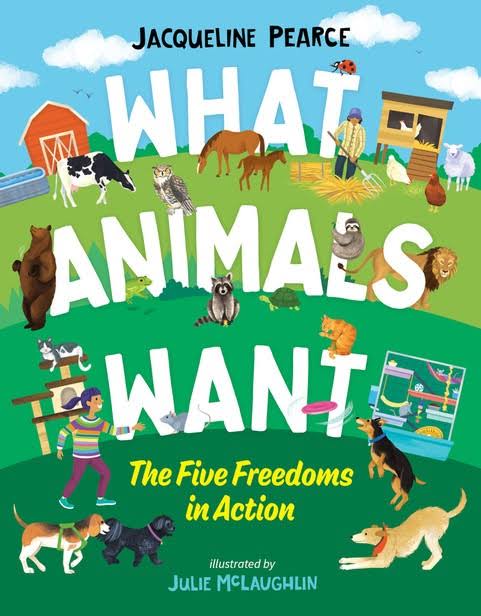 JACQUELINE PEARCE
WHAT
ANIMALS
WANT
The Five Freedoms
in Action
illustrated by
JULIE McLAUGHLIN